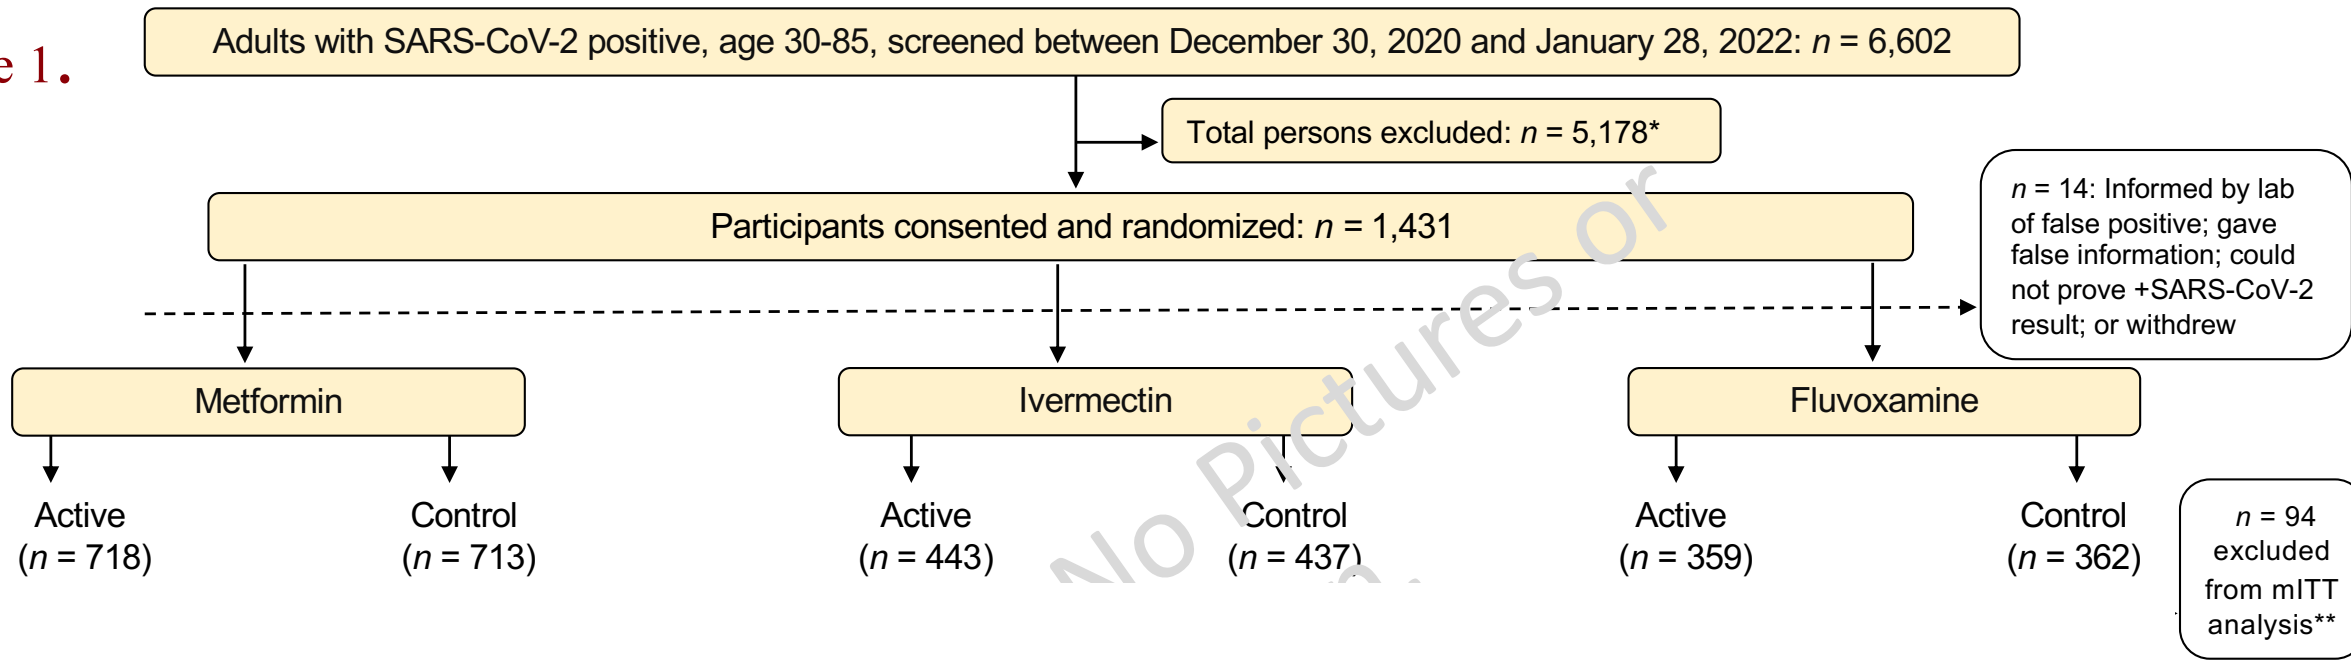 e 1.
Adults with SARS-CoV-2 positive, age 30-85, screened between December 30, 2020 and January 28, 2022: n = 6,602
Total persons excluded: n = 5,178*
Participants consented and randomized: n = 1,431
n = 14: Informed by lab
of false positive; gave
false information; could
not prove +SARS-CoV-2
result; or withdrew
Metformin
Ivermectin
Fluvoxamine
Active
(n = 718)
Control
(n = 713)
Active
(n = 443)
Control
(n = 437)
Active
(n = 359)
Control
(n = 362)
n = 94
excluded
from mITT
analysis**
No Pictures or